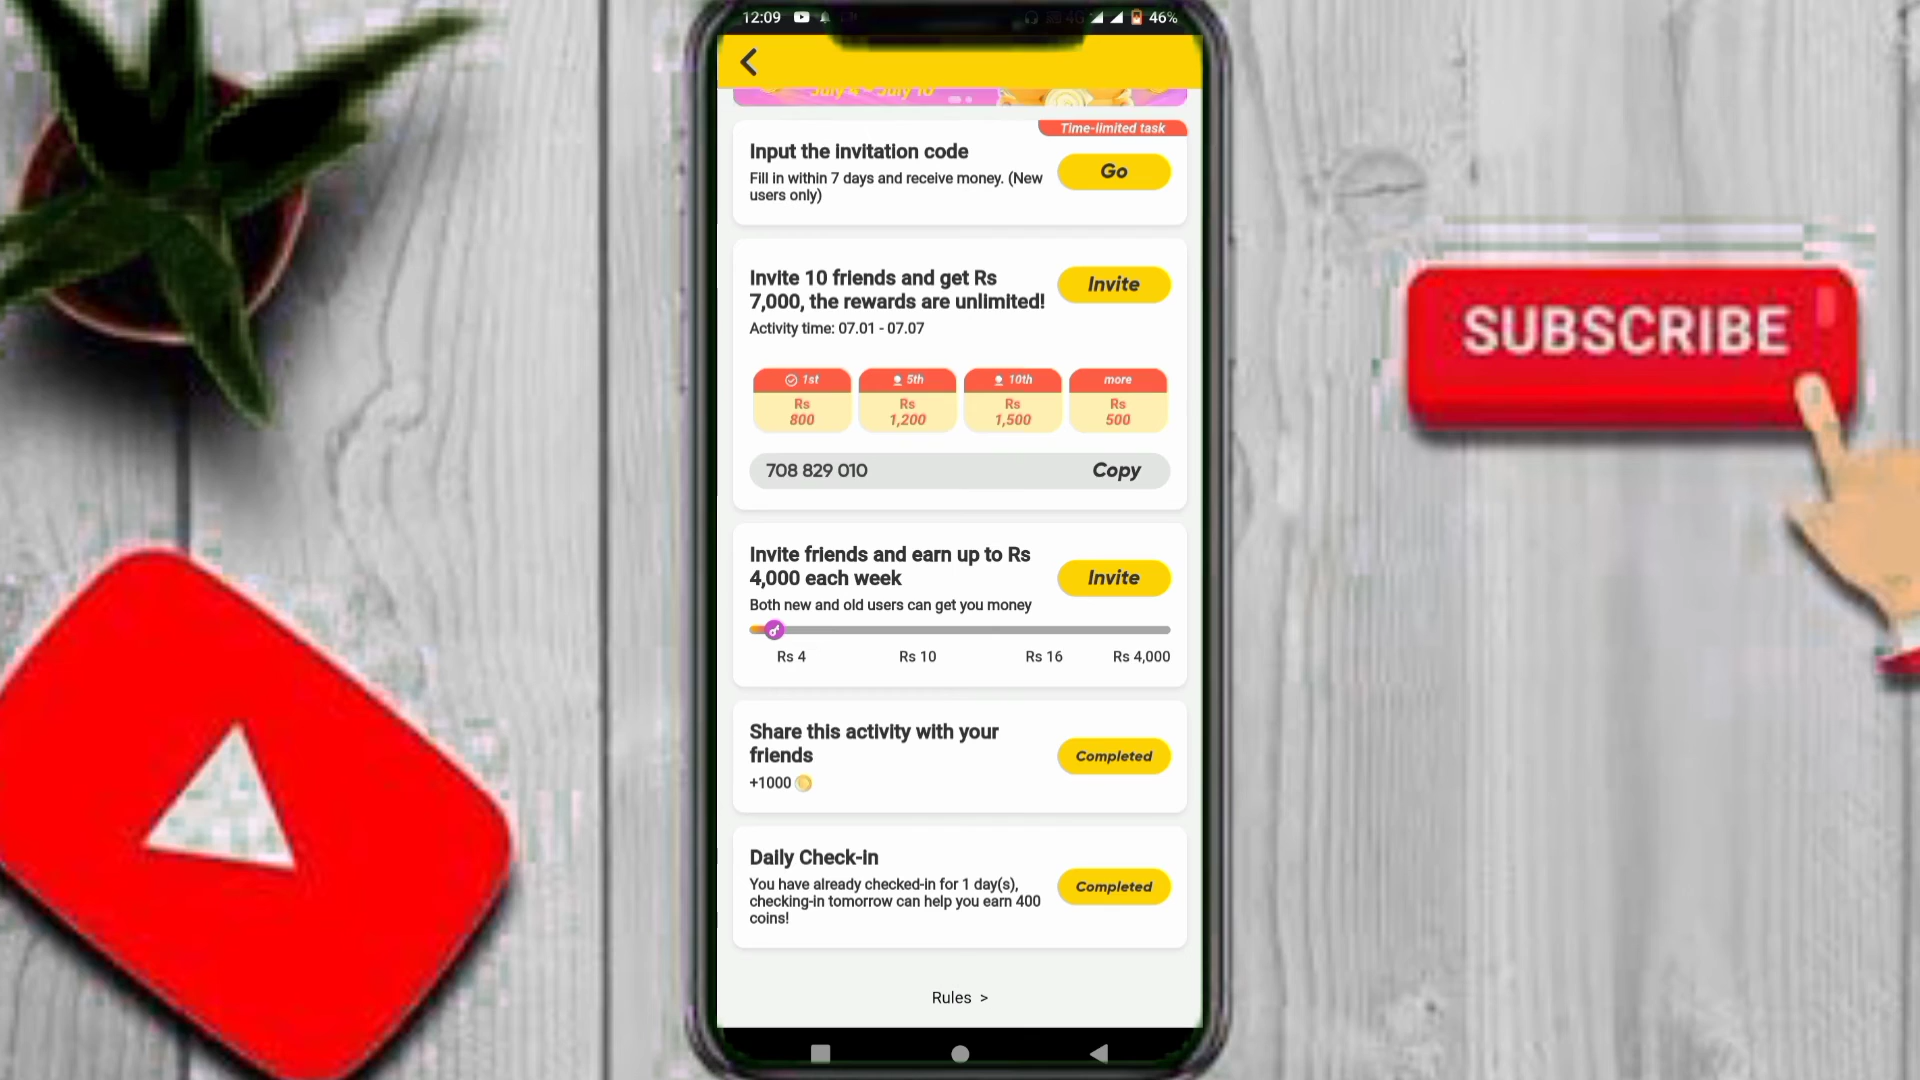 12:09
4G
46%
July 4 - July 10
Time-limited task
Input the invitation code
Go
Fill in within 7 days and receive money. (New
users only)
Invite 10 friends and get Rs
7,000, the rewards are unlimited!
Invite
Activity time: 07.01 - 07.07
1st
5th
10th
more
Rs
800
Rs
1,200
Rs
1,500
Rs
500
708 829 010
Copy
Invite friends and earn up to Rs
4,000 each week
Invite
Both new and old users can get you money
Rs 4
Rs 10
Rs 16
Rs 4,000
Share this activity with your
friends
Completed
+1000
Daily Check-in
Completed
You have already checked-in for 1 day(s),
checking-in tomorrow can help you earn 400
coins!
Rules >
SUBSCRIBE